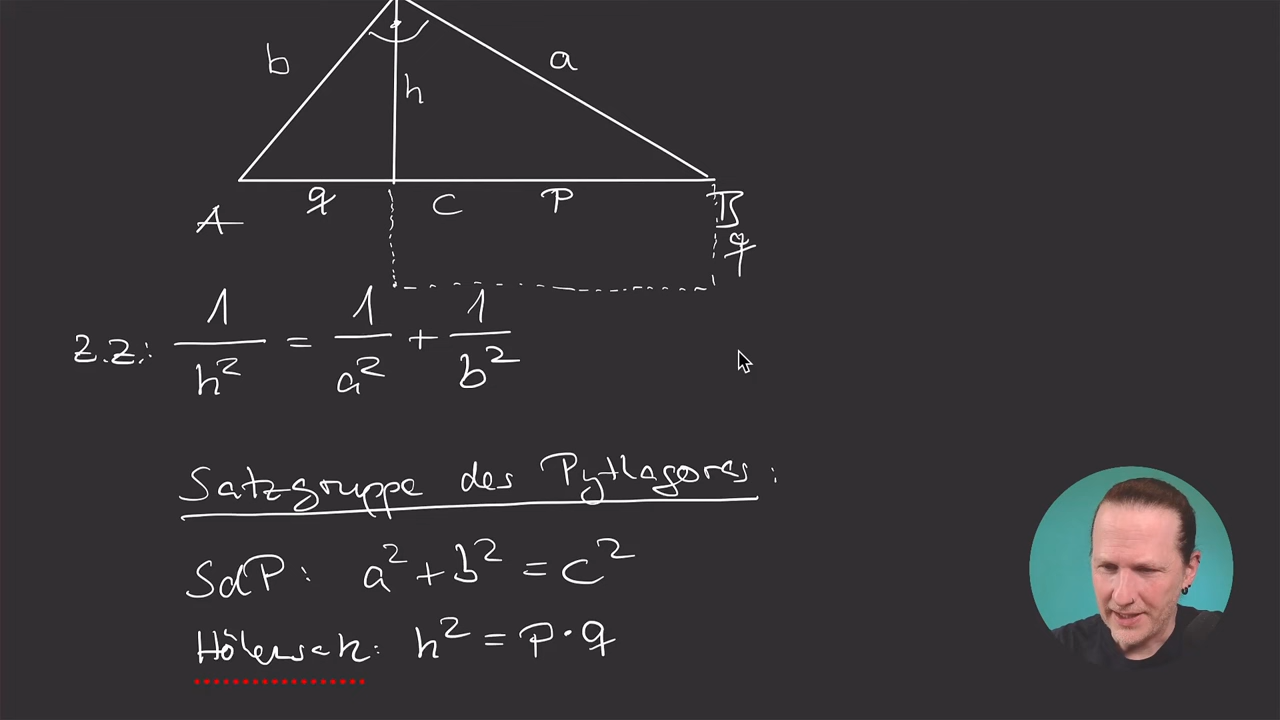 b a
h
A q c p B
q
z.z.: 1/h² = 1/a² + 1/b²
Satzgruppe des Pythagoras:
SdP: a² + b² = c²
Höhensatz: h² = p · q